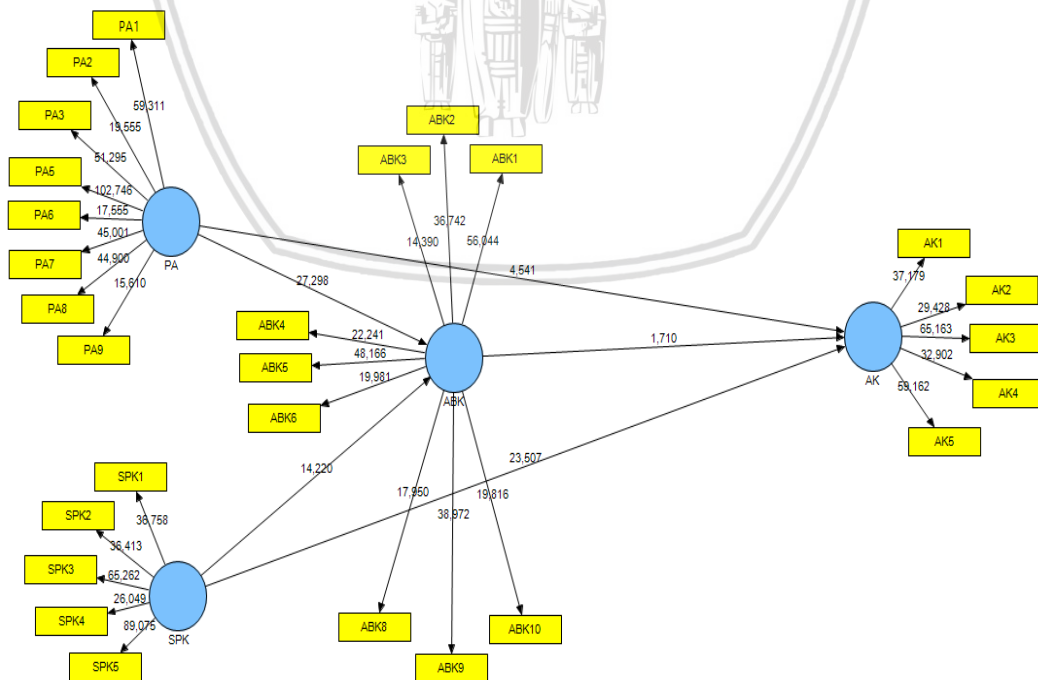 PA1
PA2
PA3
PA5
PA6
PA7
PA8
PA9
59,311
19,555
51,295
102,746
17,555
45,001
44,900
15,610
PA
ABK2
ABK3
ABK1
14,390
36,742
56,044
27,298
4,541
ABK4
22,241
ABK5
48,166
ABK6
19,981
ABK
1,710
AK1
37,179
AK2
29,428
AK3
65,163
AK4
32,902
AK5
59,162
AK
14,220
23,507
SPK1
36,758
SPK2
36,413
SPK3
65,262
SPK4
26,049
SPK5
89,075
SPK
17,950
38,972
19,816
ABK8
ABK9
ABK10